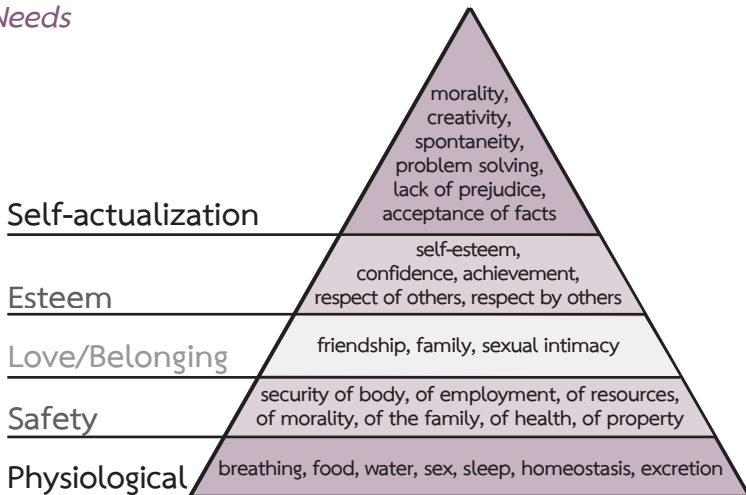 Needs
morality,
creativity,
spontaneity,
problem solving,
lack of prejudice,
acceptance of facts
Self-actualization
self-esteem,
confidence, achievement,
respect of others, respect by others
Esteem
friendship, family, sexual intimacy
Love/Belonging
security of body, of employment, of resources,
of morality, of the family, of health, of property
Safety
breathing, food, water, sex, sleep, homeostasis, excretion
Physiological